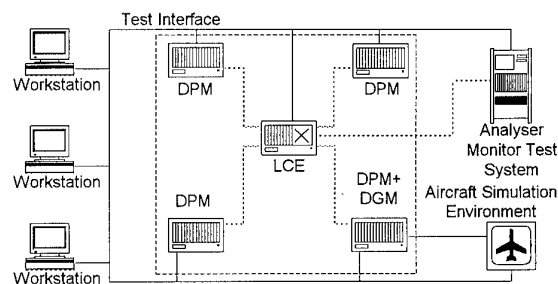 Test Interface
Workstation
DPM
DPM
Workstation
LCE
Analyser
Monitor Test
System
DPM
DPM+
DGM
Aircraft Simulation
Environment
Workstation